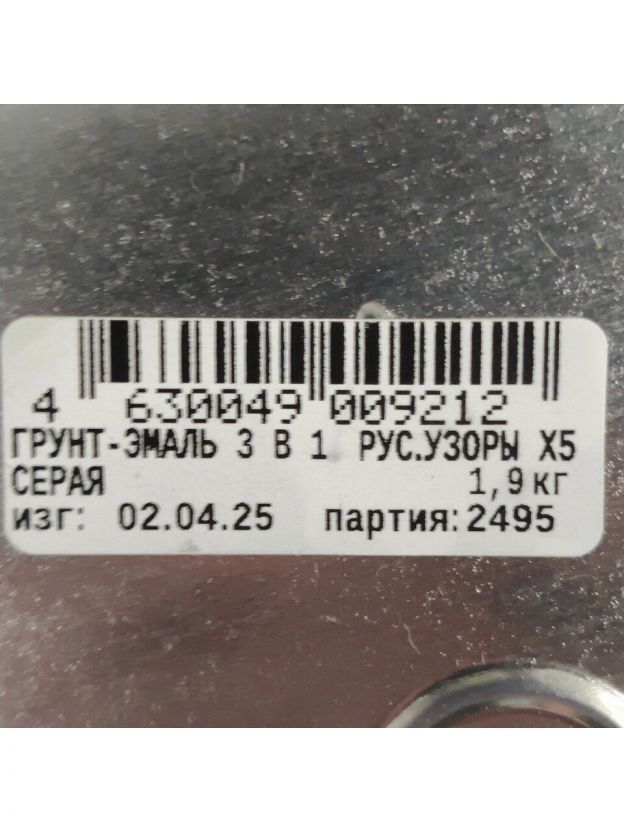 4 630049 009212
ГРУНТ-ЭМАЛЬ 3 В 1 РУС.УЗОРЫ Х5
СЕРАЯ 1,9кг
изг: 02.04.25 партия:2495